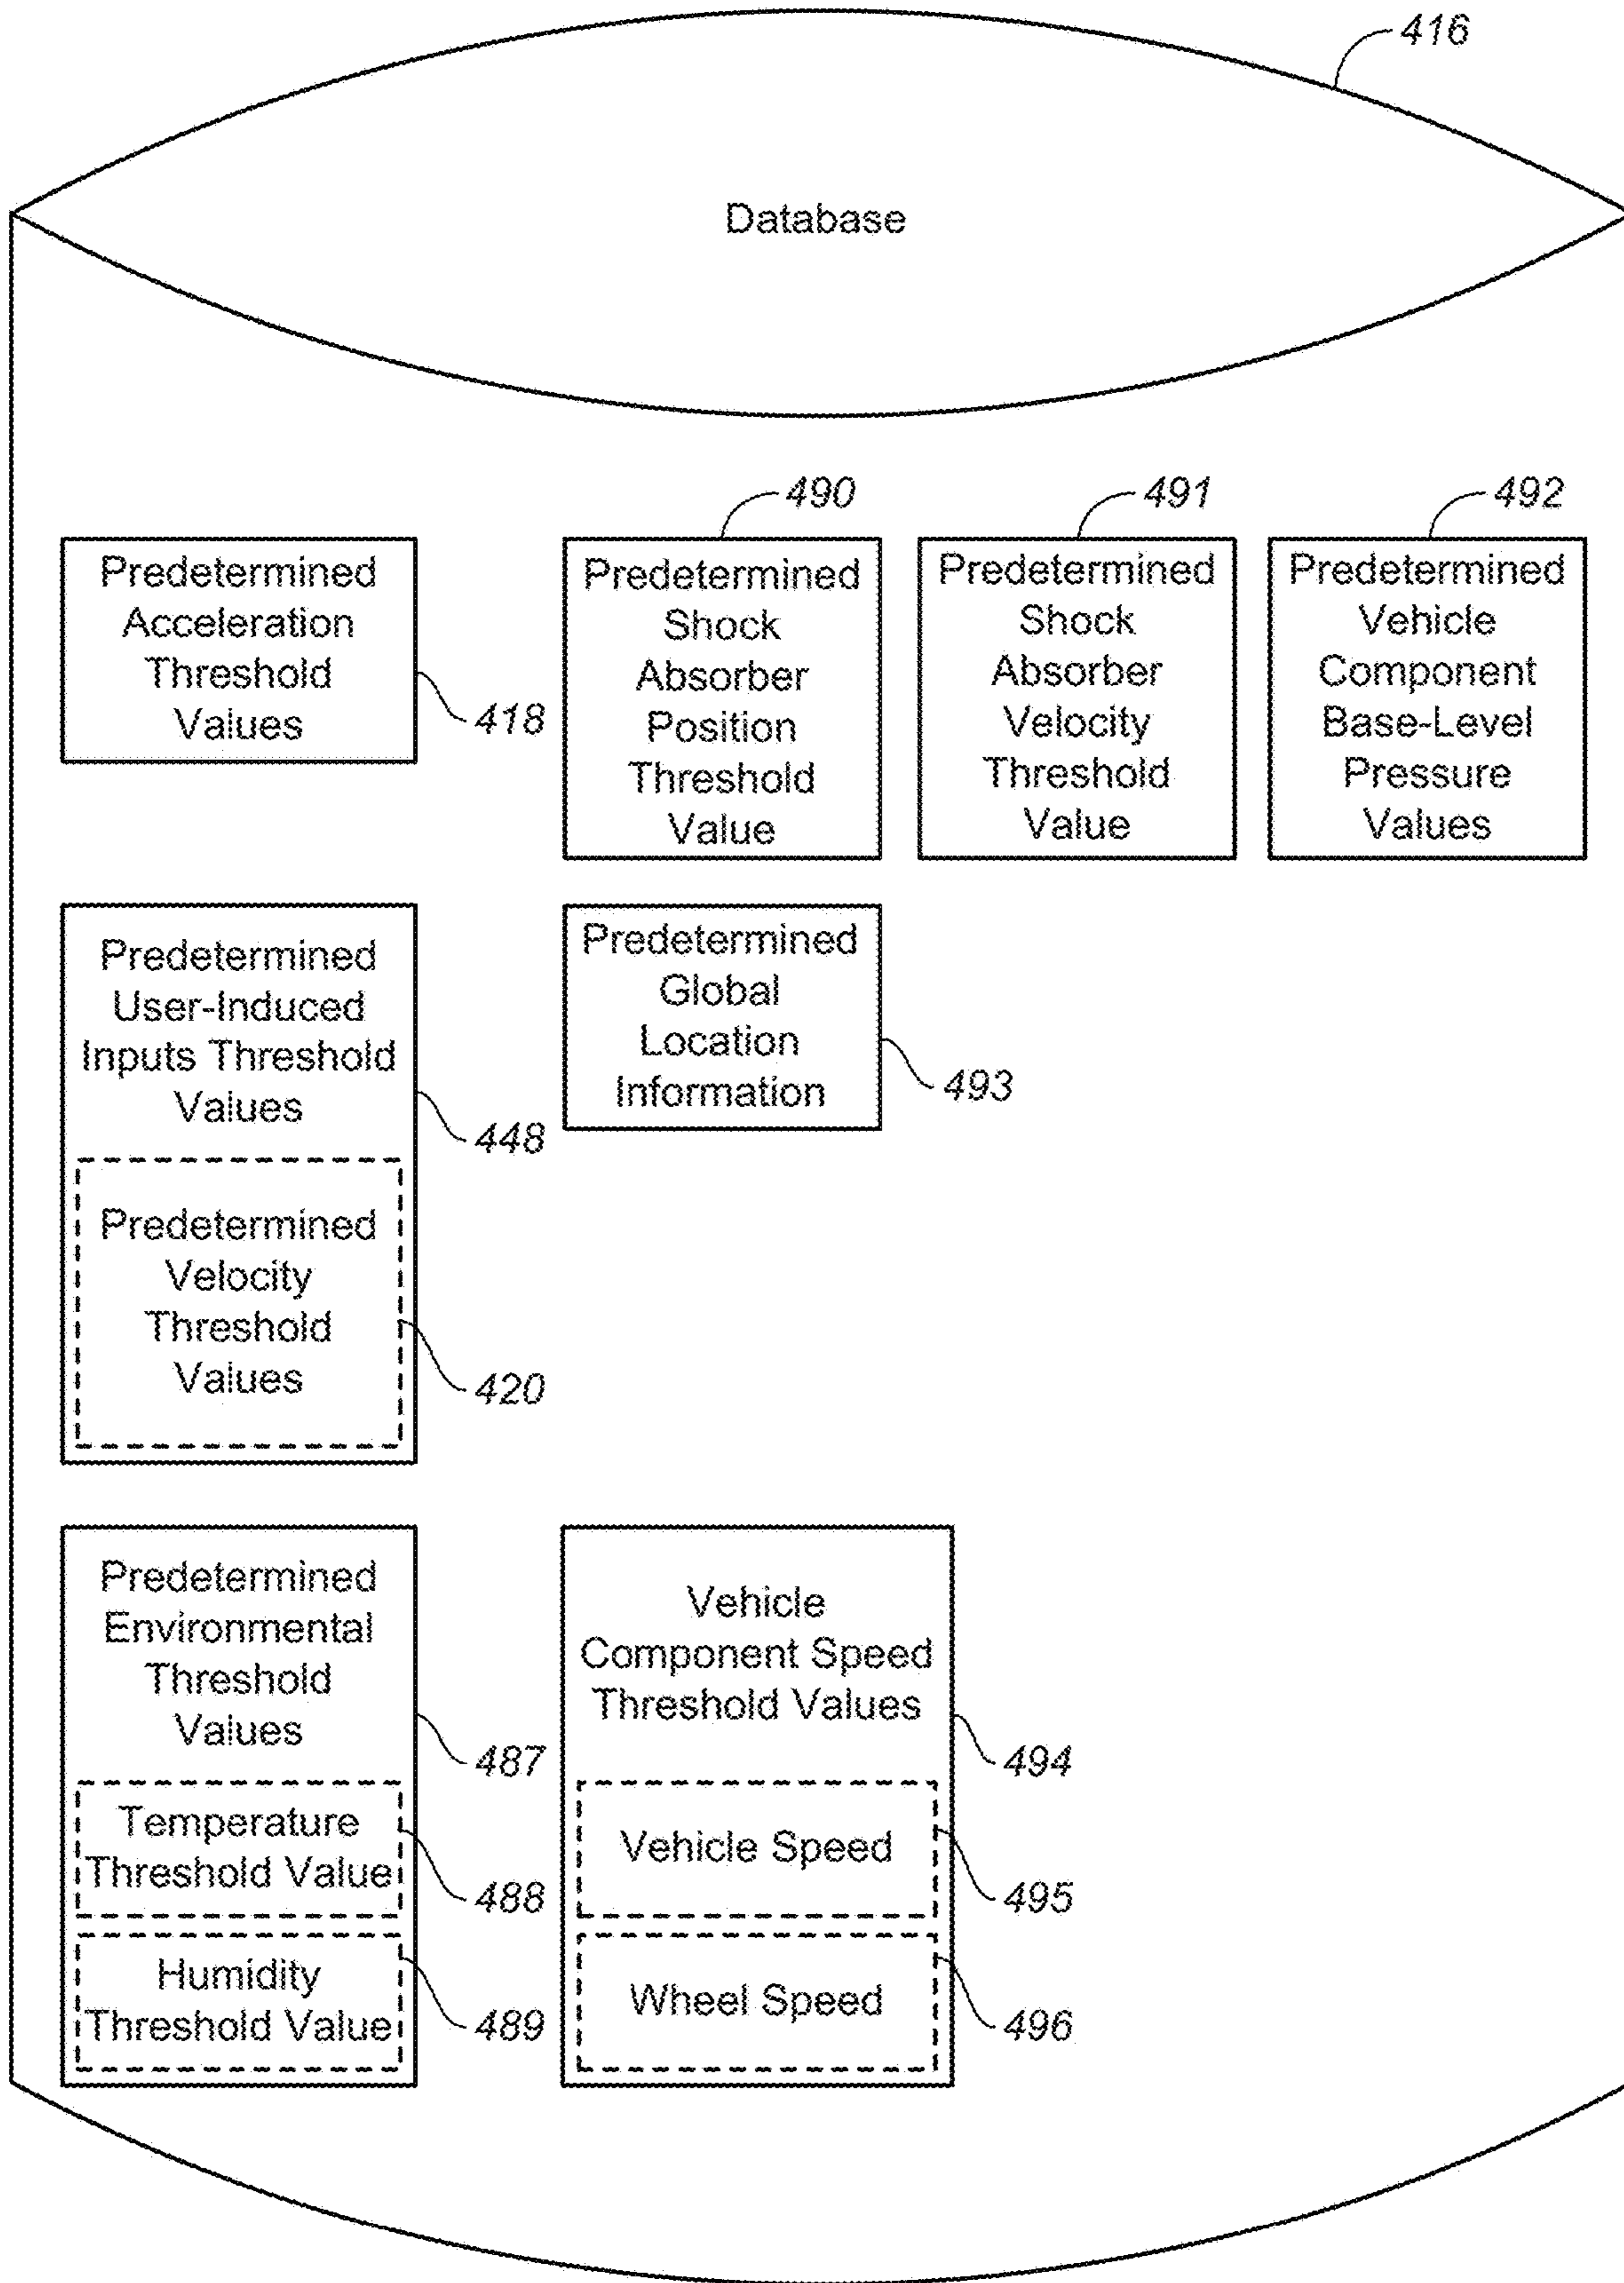 416
Database
Predetermined
Acceleration
Threshold
Values
418
490
Predetermined
Shock
Absorber
Position
Threshold
Value
491
Predetermined
Shock
Absorber
Velocity
Threshold
Value
492
Predetermined
Vehicle
Component
Base-Level
Pressure
Values
Predetermined
User-Induced
Inputs Threshold
Values
448
Predetermined
Velocity
Threshold
Values
420
Predetermined
Global
Location
Information
493
Predetermined
Environmental
Threshold
Values
487
Temperature
Threshold Value
488
Humidity
Threshold Value
489
Vehicle
Component Speed
Threshold Values
494
Vehicle Speed
495
Wheel Speed
496